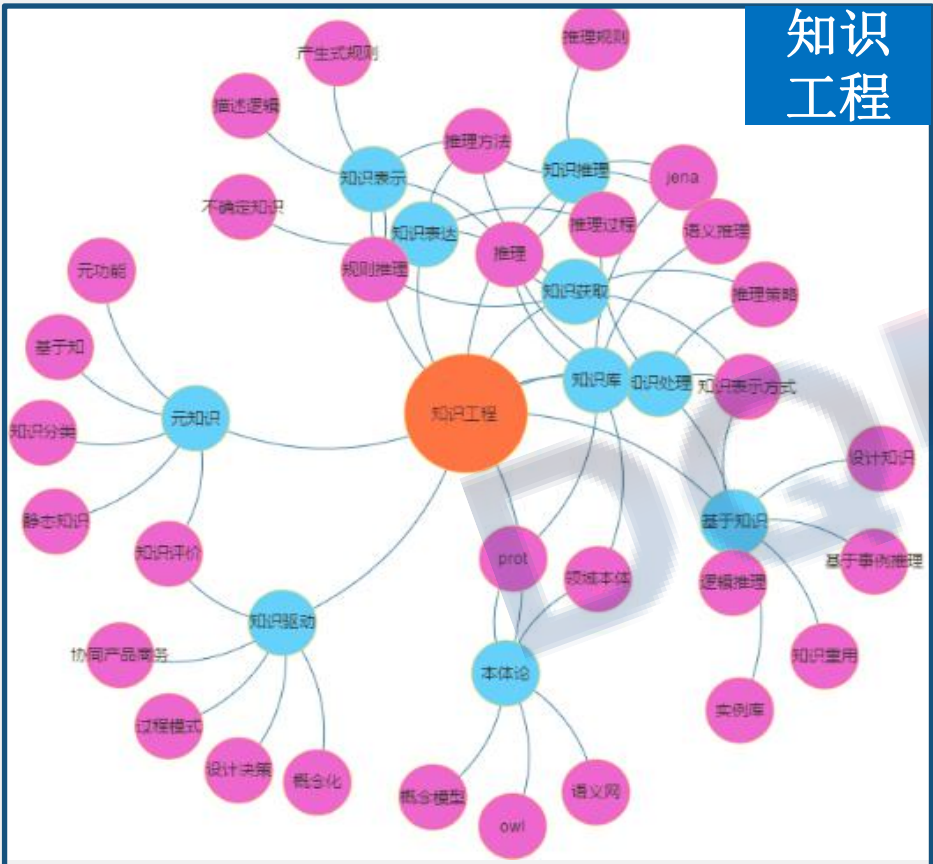 知识
工程
推理规则
产生式规则
描述逻辑
推理方法
知识推理
知识表示
jena
不确定知识
推理过程
语义推理
知识表达
推理
元功能
规则推理
知识获取
推理策略
基于知
知识库
识处理
知识表示方式
元知识
知识工程
知识分类
设计知识
静态知识
基于知识
知识评价
prot
领域本体
逻辑推理
基于事例推理
知识驱动
协同产品商务
本体论
知识重用
过程模式
实例库
设计决策
概念化
概念模型
owl
语义网